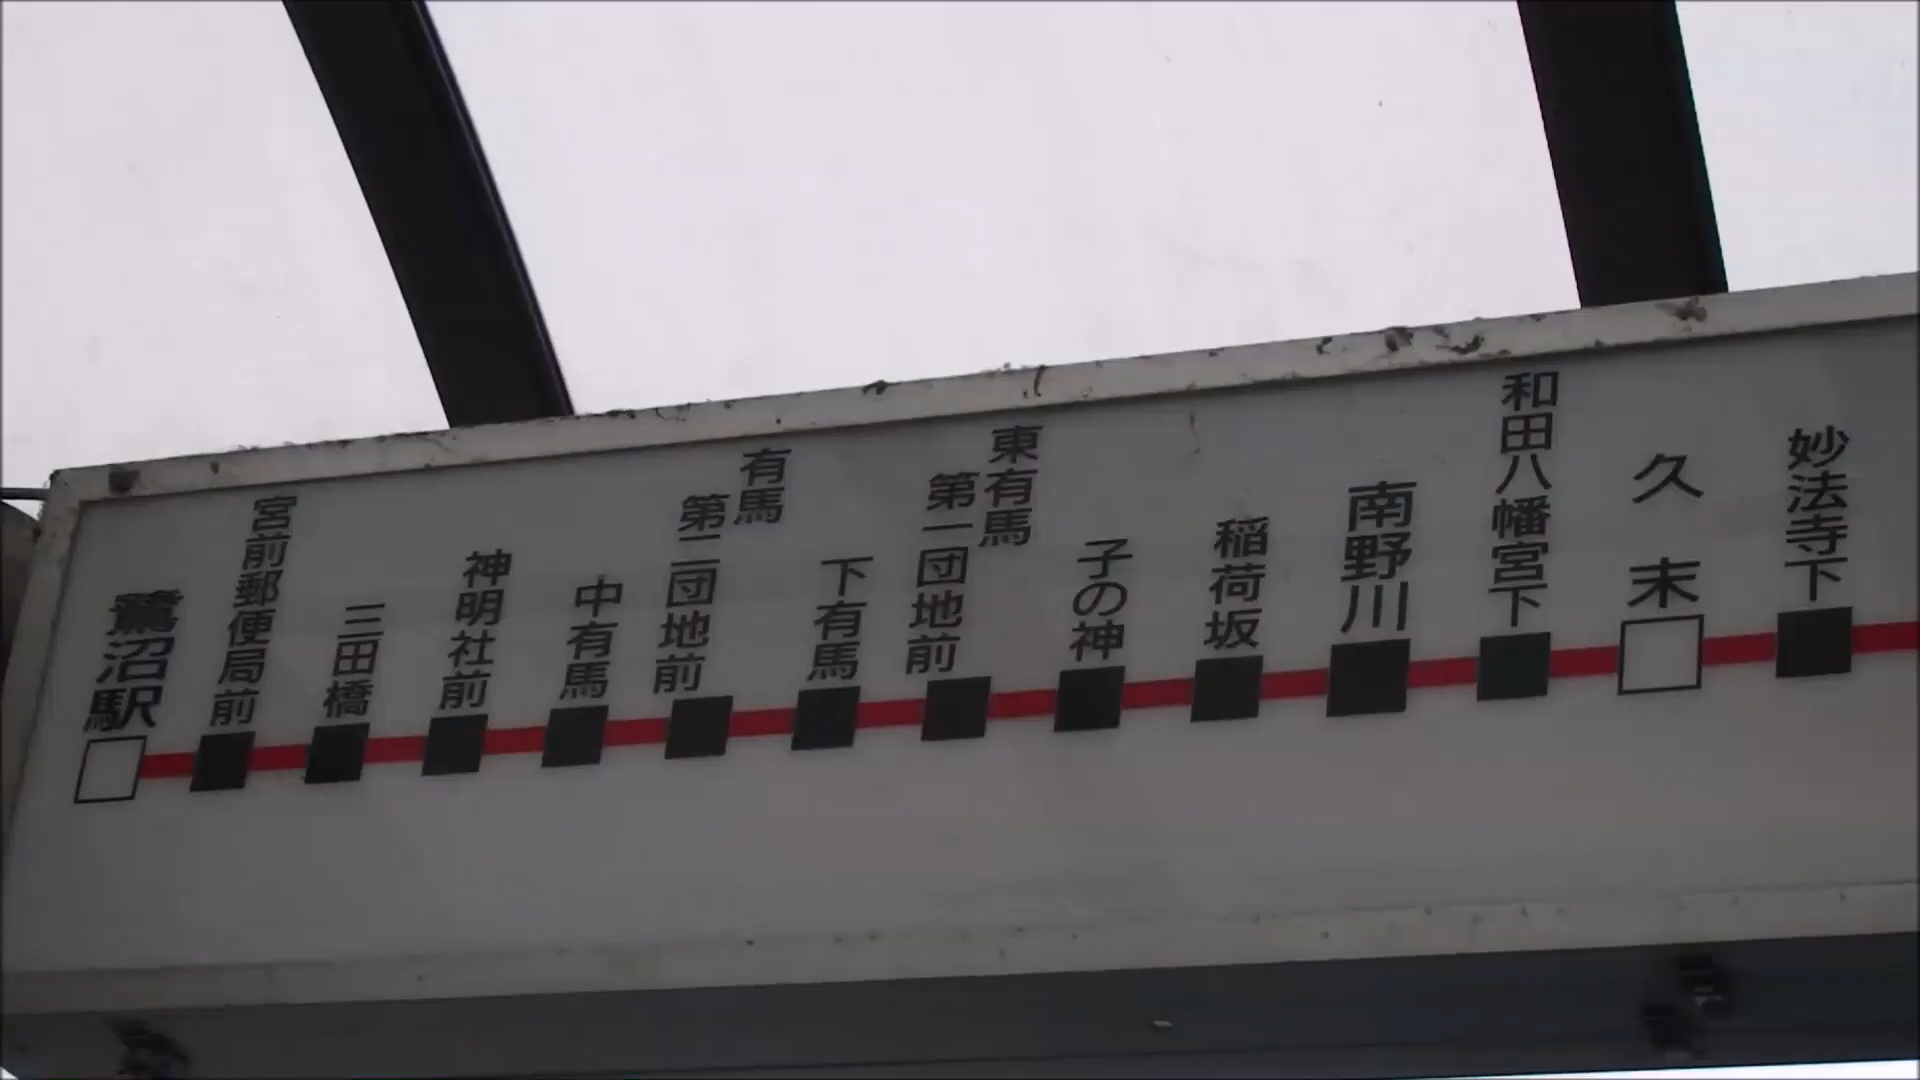 鷺沼駅
宮前郵便局前
三田橋
神明社前
中有馬
有馬
第二団地前
下有馬
東有馬
第一団地前
子の神
稲荷坂
南野川
和田八幡宮下
久末
妙法寺下